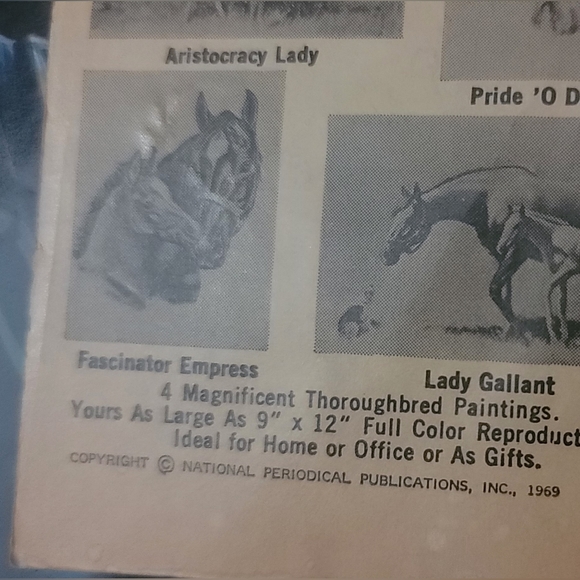 Aristocracy Lady
Pride 'O D
Fascinator Empress
Lady Gallant
4 Magnificent Thoroughbred Paintings.
Yours As Large As 9" x 12" Full Color Reproduct
Ideal for Home or Office or As Gifts.
COPYRIGHT © NATIONAL PERIODICAL PUBLICATIONS, INC., 1969